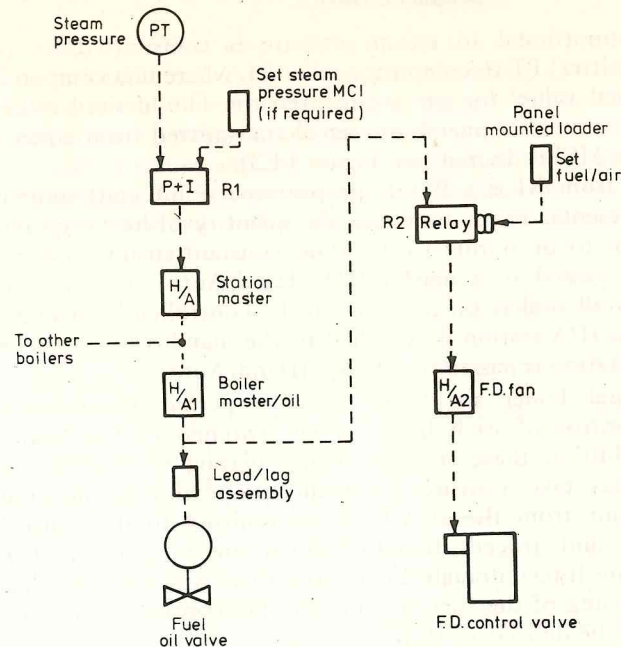 Steam
pressure
PT
Set steam
pressure MCI
(if required)
P+I
R1
H/A
Station
master
To other
boilers
H/A1
Boiler
master/oil
Lead/lag
assembly
Fuel
oil valve
Panel
mounted loader
Set
fuel/air
R2
Relay
H/A2
F.D. fan
F.D. control valve